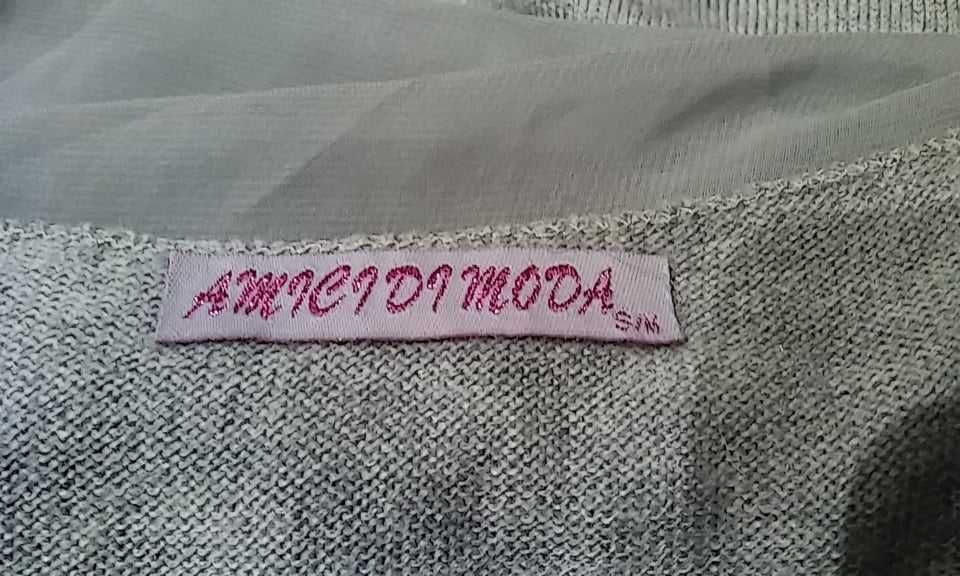 AMICI DI MODA
S/M